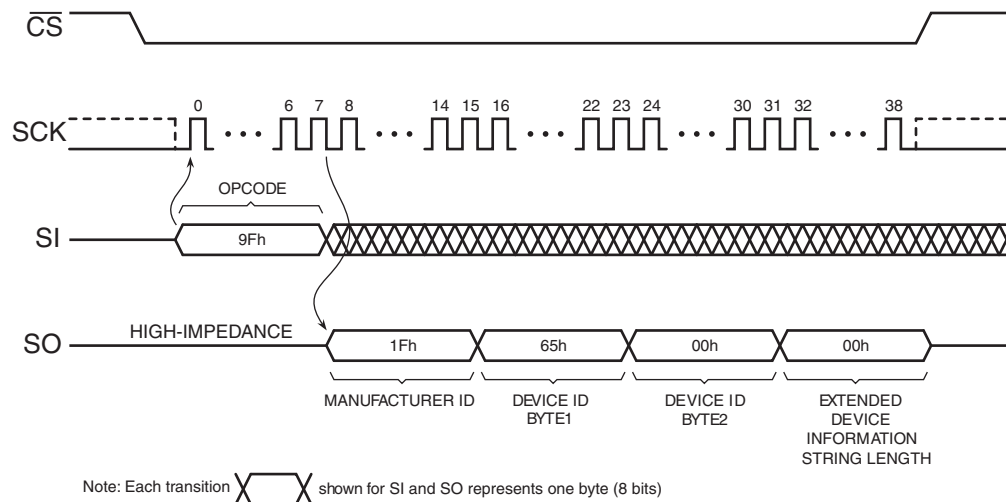 CS
SCK
0 6 7 8 14 15 16 22 23 24 30 31 32 38
OPCODE
SI
9Fh
SO
HIGH-IMPEDANCE
1Fh
65h
00h
00h
MANUFACTURER ID
DEVICE ID
BYTE1
DEVICE ID
BYTE2
EXTENDED
DEVICE
INFORMATION
STRING LENGTH
Note: Each transition shown for SI and SO represents one byte (8 bits)